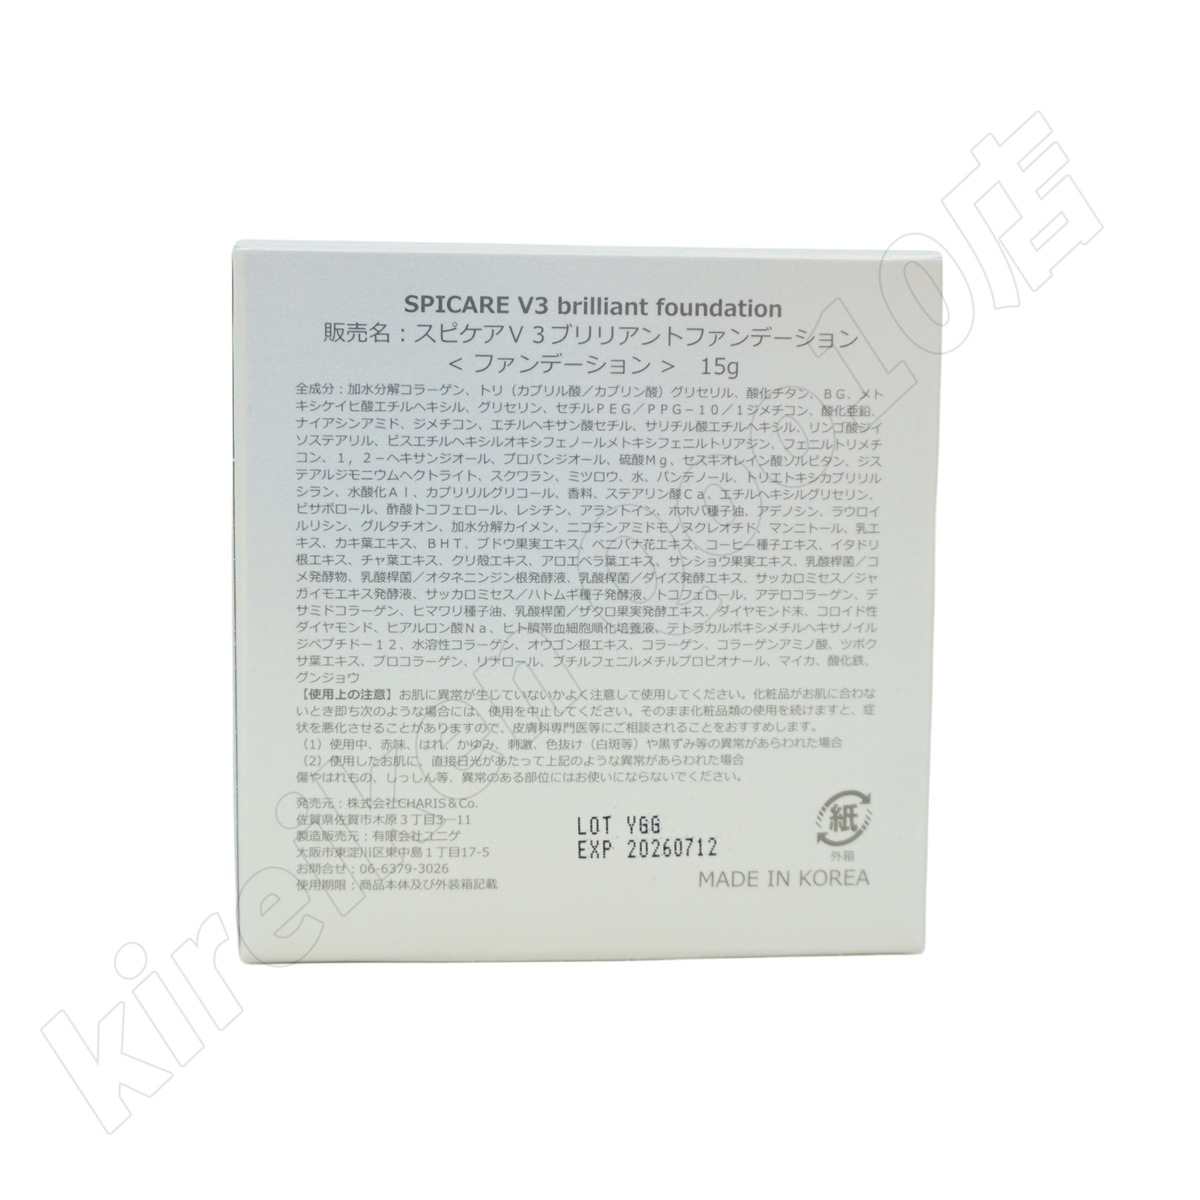 SPICARE V3 brilliant foundation
販売名：スピケアＶ３ブリリアントファンデーション
＜ファンデーション＞ 15g
全成分：加水分解コラーゲン、トリ（カプリル酸／カプリン酸）グリセリル、酸化チタン、ＢＧ、メト
キシケイヒ酸エチルヘキシル、グリセリン、セチルＰＥＧ／ＰＰＧ－10／1ジメチコン、酸化亜鉛、
ナイアシンアミド、ジメチコン、エチルヘキサン酸セチル、サリチル酸エチルヘキシル、リンゴ酸ジイ
ソステアリル、ビスエチルヘキシルオキシフェノールメトキシフェニルトリアジン、フェニルトリメチ
コン、１，２－ヘキサンジオール、プロパンジオール、硫酸Ｍｇ、セスキオレイン酸ソルビタン、ジス
テアルジモニウムヘクトライト、スクワラン、ミツロウ、水、パンテノール、トリエトキシカプリリル
シラン、水酸化Ａｌ、カプリリルグリコール、香料、ステアリン酸Ｃａ、エチルヘキシルグリセリン、
ビサボロール、酢酸トコフェロール、レシチン、アラントイン、ホホバ種子油、アデノシン、ラウロイ
ルリシン、グルタチオン、加水分解カイメン、ニコチンアミドモノヌクレオチド、マンニトール、乳エ
キス、カキ葉エキス、ＢＨＴ、ブドウ果実エキス、ベニバナ花エキス、コーヒー種子エキス、イタドリ
根エキス、チャ葉エキス、クリ殻エキス、アロエベラ葉エキス、サンショウ果実エキス、乳酸桿菌／コ
メ発酵物、乳酸桿菌／オタネニンジン根発酵液、乳酸桿菌／ダイズ発酵エキス、サッカロミセス／ジャ
ガイモエキス発酵液、サッカロミセス／ハトムギ種子発酵液、トコフェロール、アテロコラーゲン、デ
サミドコラーゲン、ヒマワリ種子油、乳酸桿菌／ザクロ果実発酵エキス、ダイヤモンド末、コロイド性
ダイヤモンド、ヒアルロン酸Ｎａ、ヒト臍帯血細胞順化培養液、テトラカルボキシメチルヘキサノイル
ジペプチド－１２、水溶性コラーゲン、オウゴン根エキス、コラーゲン、コラーゲンアミノ酸、ツボク
サ葉エキス、プロコラーゲン、リナロール、ブチルフェニルメチルプロピオナール、マイカ、酸化鉄、
グンジョウ
【使用上の注意】お肌に異常が生じていないかよく注意して使用してください。化粧品がお肌に合わな
いとき即ち次のような場合には、使用を中止してください。そのまま化粧品類の使用を続けますと、症
状を悪化させることがありますので、皮膚科専門医等にご相談されることをおすすめします。
（1）使用中、赤味、はれ、かゆみ、刺激、色抜け（白斑等）や黒ずみ等の異常があらわれた場合
（2）使用したお肌に、直接日光があたって上記のような異常があらわれた場合
傷やはれもの、しっしん等、異常のある部位にはお使いにならないでください。
発売元：株式会社CHARIS＆Co.
佐賀県佐賀市木原３丁目3－11
製造販売元：有限会社ユニゲ
大阪市東淀川区東中島１丁目17-5
お問合せ：06-6379-3026
使用期限：商品本体及び外装箱記載
LOT YGG
EXP 20260712
紙
外箱
MADE IN KOREA
kireiken qoo10店